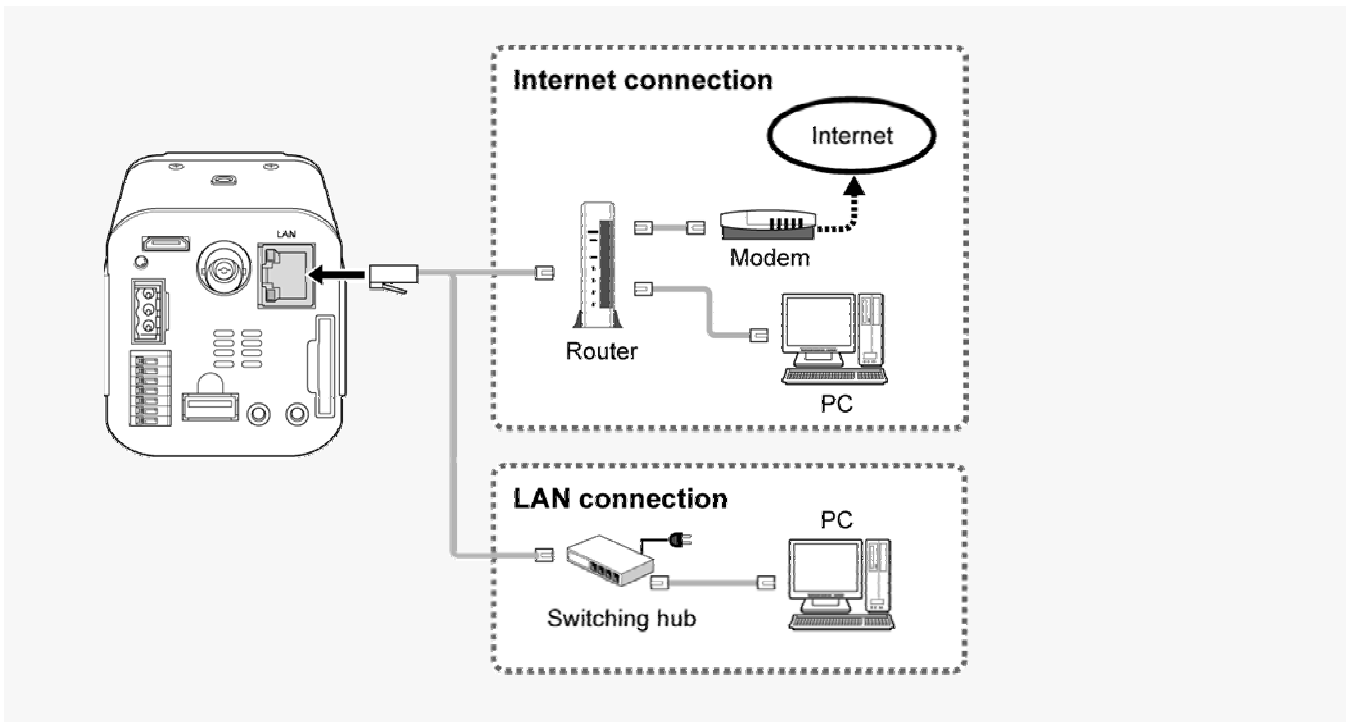 Internet connection
Internet
LAN
Modem
Router
PC
LAN connection
PC
Switching hub